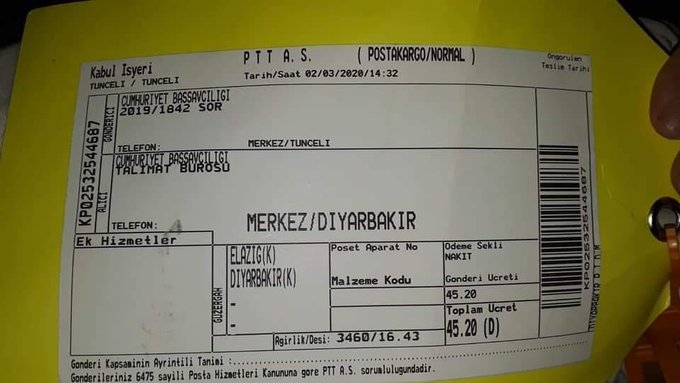 Kabul Isyeri
TUNCELI / TUNCELI
PTT A.S. ( POSTAKARGO/NORMAL )
Tarih/Saat 02/03/2020/14:32
Ongorulen
Teslim Tarihi
KP02532544687
GONDERICI
CUMHURIYET BASSAVCILIGI
2019/1842 SOR
TELEFON:
MERKEZ/TUNCELI
ALICI
CUMHURIYET BASSAVCILIGI
TALIMAT BUROSU
TELEFON:
MERKEZ/DIYARBAKIR
KP02532544687
Ek Hizmetler
GUZERGAH
ELAZIG(K)
DIYARBAKIR(K)
-
-
Poset Aparat No
Malzeme Kodu
Odeme Sekli
NAKIT
Gonderi Ucreti
45.20
Toplam Ucret
45.20 (D)
Agirlik/Desi: 3460/16.43
Gonderi Kapsaminin Ayrintili Tanimi :
Gonderileriniz 6475 sayili Posta Hizmetleri Kanununa gore PTT A.S. sorumlulugundadir.